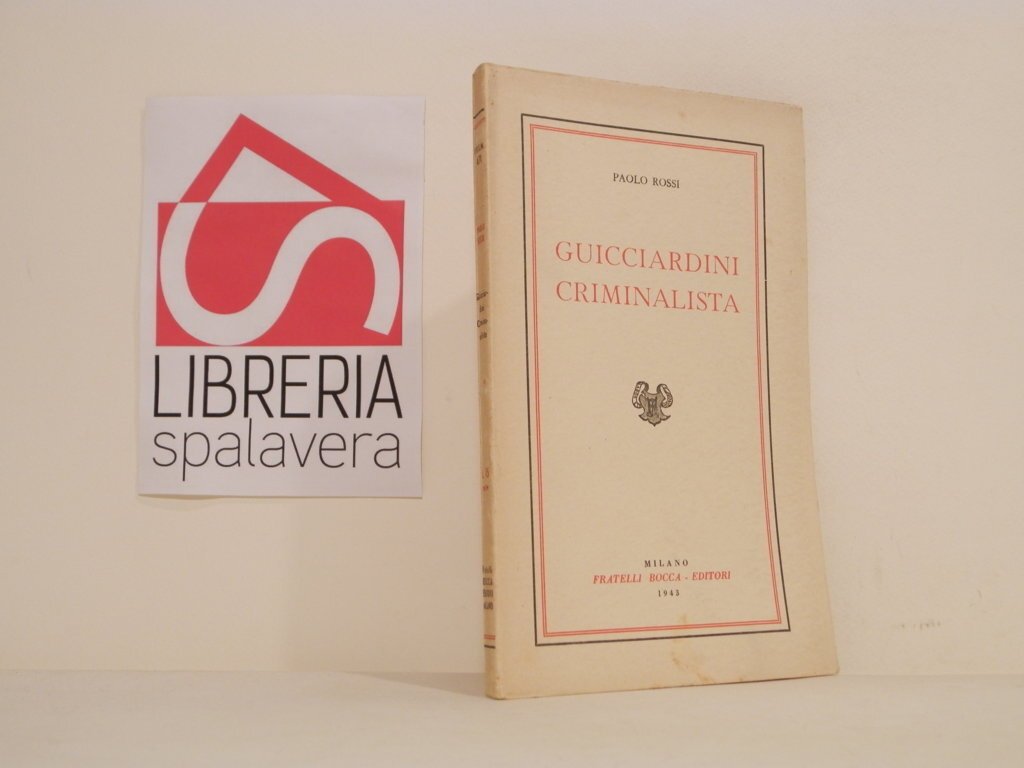 LIBRERIA
spalavera
PAOLO ROSSI
GUICCIARDINI
CRIMINALISTA
MILANO
FRATELLI BOCCA - EDITORI
1943